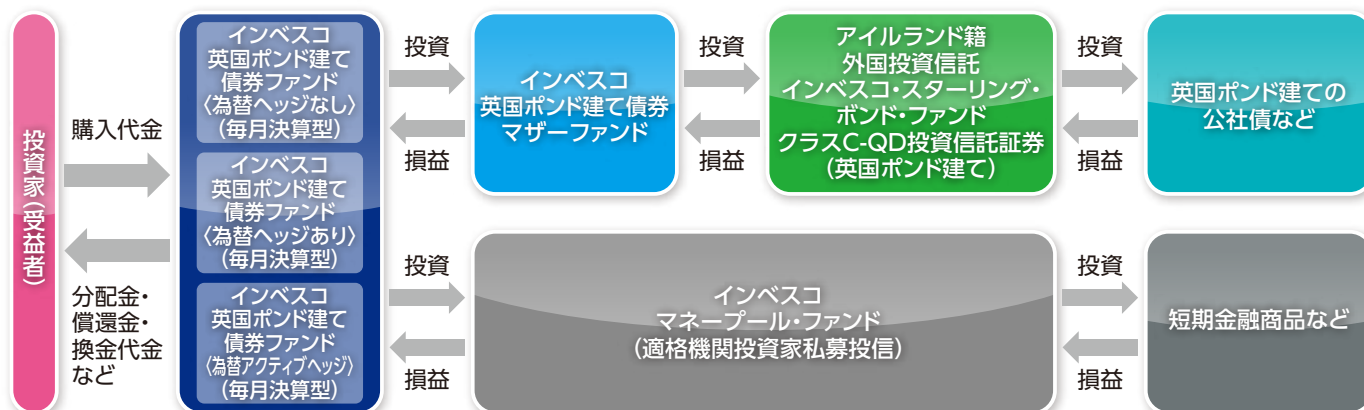 投資家(受益者)
購入代金
分配金・
償還金・
換金代金
など
インベスコ
英国ポンド建て
債券ファンド
〈為替ヘッジなし〉
(毎月決算型)
インベスコ
英国ポンド建て
債券ファンド
〈為替ヘッジあり〉
(毎月決算型)
インベスコ
英国ポンド建て
債券ファンド
〈為替アクティブヘッジ〉
(毎月決算型)
投資
損益
インベスコ
英国ポンド建て債券
マザーファンド
投資
損益
アイルランド籍
外国投資信託
インベスコ・スターリング・
ボンド・ファンド
クラスC-QD投資信託証券
(英国ポンド建て)
投資
損益
英国ポンド建ての
公社債など
投資
損益
インベスコ
マネープール・ファンド
(適格機関投資家私募投信)
投資
損益
短期金融商品など